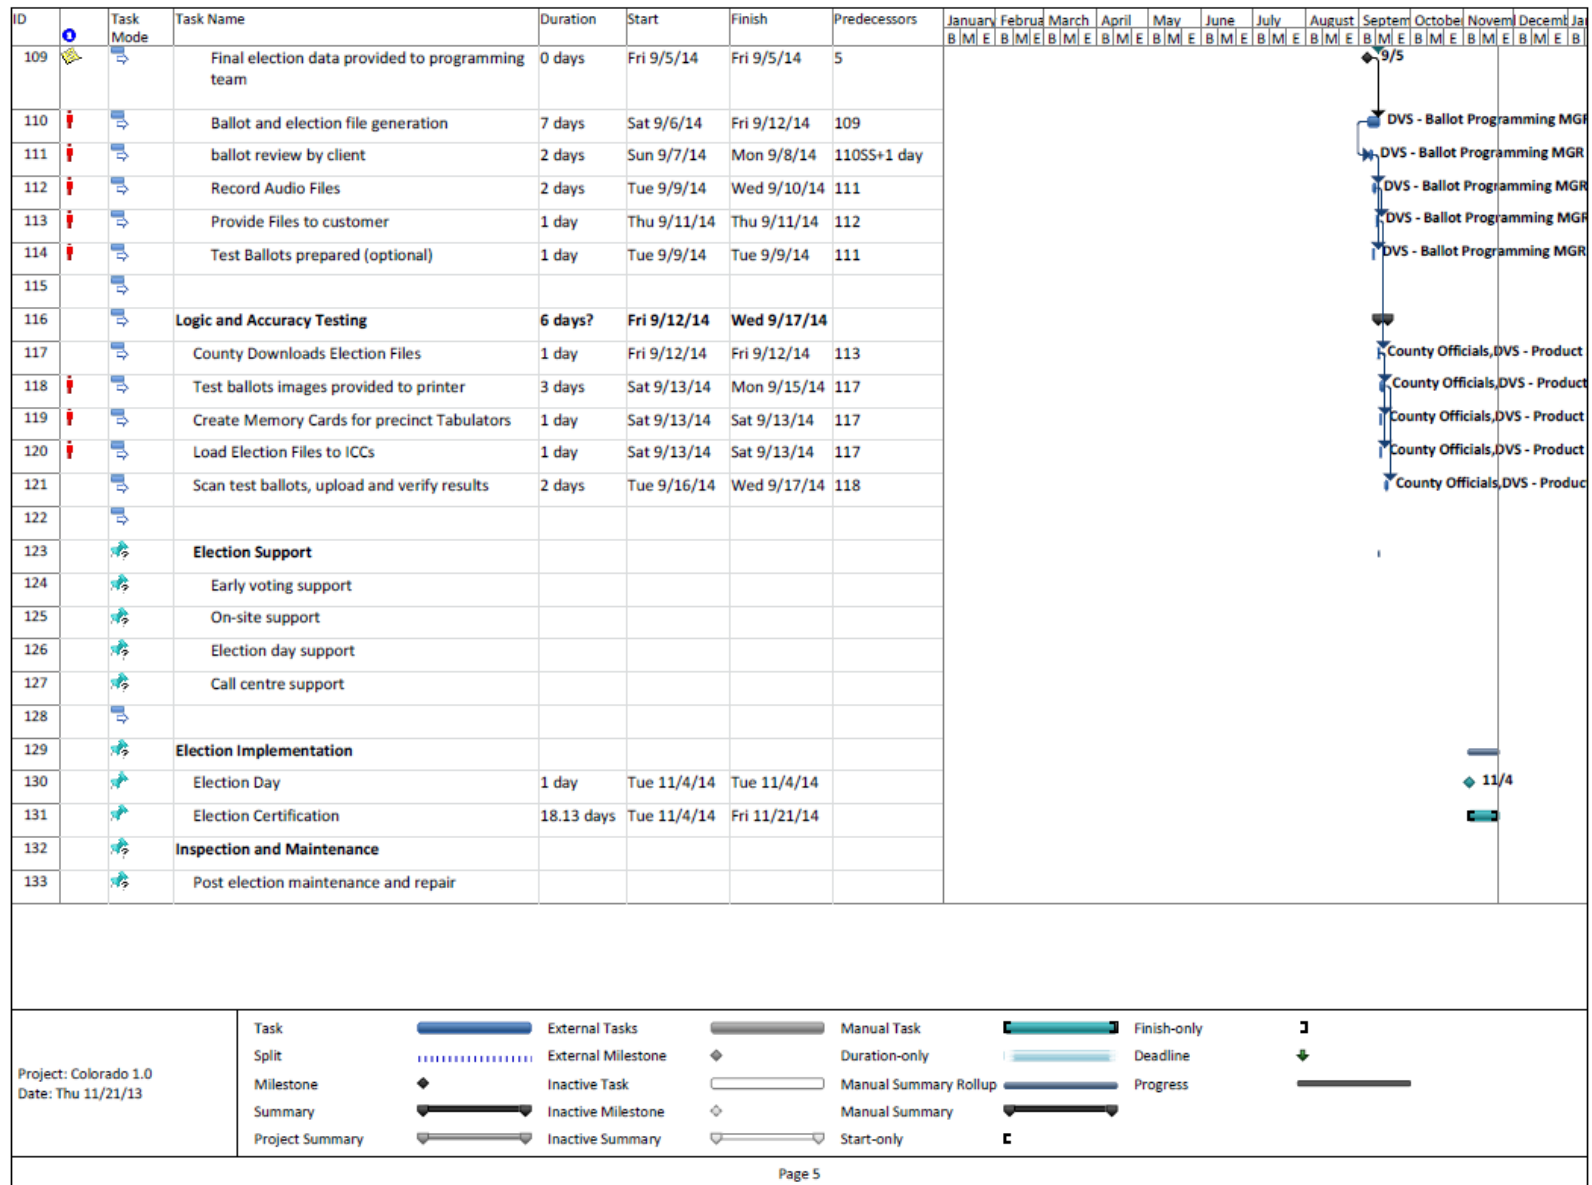 ID Task Mode Task Name Duration Start Finish Predecessors January Februa March April May June July August Septem October Novem Decemb Ja
B M E B M E B M E B M E B M E B M E B M E B M E B M E B M E B M E B M E B
109 Final election data provided to programming team 0 days Fri 9/5/14 Fri 9/5/14 5 9/5
110 Ballot and election file generation 7 days Sat 9/6/14 Fri 9/12/14 109 DVS - Ballot Programming MGR
111 ballot review by client 2 days Sun 9/7/14 Mon 9/8/14 110SS+1 day DVS - Ballot Programming MGR
112 Record Audio Files 2 days Tue 9/9/14 Wed 9/10/14 111 DVS - Ballot Programming MGR
113 Provide Files to customer 1 day Thu 9/11/14 Thu 9/11/14 112 DVS - Ballot Programming MGR
114 Test Ballots prepared (optional) 1 day Tue 9/9/14 Tue 9/9/14 111 DVS - Ballot Programming MGR
115
116 Logic and Accuracy Testing 6 days? Fri 9/12/14 Wed 9/17/14
117 County Downloads Election Files 1 day Fri 9/12/14 Fri 9/12/14 113 County Officials,DVS - Product
118 Test ballots images provided to printer 3 days Sat 9/13/14 Mon 9/15/14 117 County Officials,DVS - Product
119 Create Memory Cards for precinct Tabulators 1 day Sat 9/13/14 Sat 9/13/14 117 County Officials,DVS - Product
120 Load Election Files to ICCs 1 day Sat 9/13/14 Sat 9/13/14 117 County Officials,DVS - Product
121 Scan test ballots, upload and verify results 2 days Tue 9/16/14 Wed 9/17/14 118 County Officials,DVS - Produc
122
123 Election Support
124 Early voting support
125 On-site support
126 Election day support
127 Call centre support
128
129 Election Implementation
130 Election Day 1 day Tue 11/4/14 Tue 11/4/14 11/4
131 Election Certification 18.13 days Tue 11/4/14 Fri 11/21/14
132 Inspection and Maintenance
133 Post election maintenance and repair
Project: Colorado 1.0
Date: Thu 11/21/13
Task External Tasks Manual Task Finish-only
Split External Milestone Duration-only Deadline
Milestone Inactive Task Manual Summary Rollup Progress
Summary Inactive Milestone Manual Summary
Project Summary Inactive Summary Start-only
Page 5